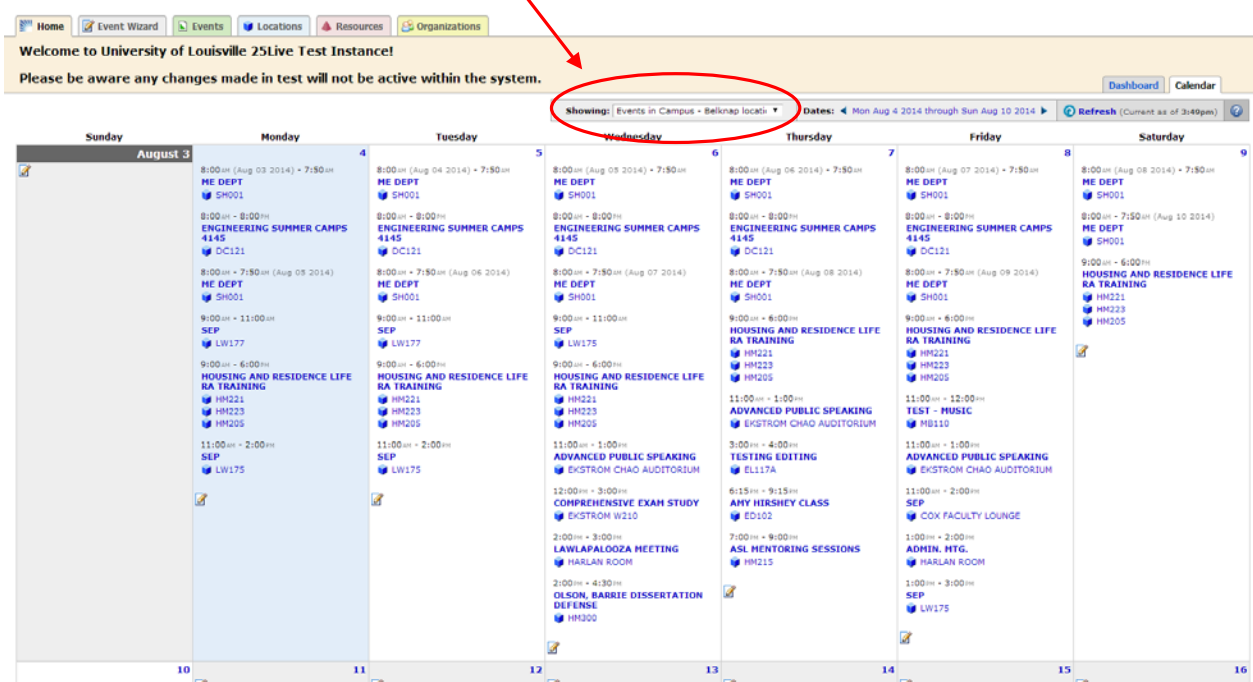 Home Event Wizard Events Locations Resources Organizations
Welcome to University of Louisville 25Live Test Instance!
Please be aware any changes made in test will not be active within the system.
Dashboard Calendar
Showing: Events in Campus - Belknap locatic Dates: Mon Aug 4 2014 through Sun Aug 10 2014 Refresh (Current as of 3:49pm) ?
Sunday Monday Tuesday Wednesday Thursday Friday Saturday
August 3
4
8:00AM (Aug 03 2014) - 7:50AM
ME DEPT
SH001
8:00AM - 8:00PM
ENGINEERING SUMMER CAMPS
4145
DC121
8:00AM - 7:50AM (Aug 05 2014)
ME DEPT
SH001
9:00AM - 11:00AM
SEP
LW177
9:00AM - 6:00PM
HOUSING AND RESIDENCE LIFE
RA TRAINING
HM221
HM223
HM205
11:00AM - 2:00PM
SEP
LW175
5
8:00AM (Aug 04 2014) - 7:50AM
ME DEPT
SH001
8:00AM - 8:00PM
ENGINEERING SUMMER CAMPS
4145
DC121
8:00AM - 7:50AM (Aug 06 2014)
ME DEPT
SH001
9:00AM - 11:00AM
SEP
LW177
9:00AM - 6:00PM
HOUSING AND RESIDENCE LIFE
RA TRAINING
HM221
HM223
HM205
11:00AM - 2:00PM
SEP
LW175
6
8:00AM (Aug 05 2014) - 7:50AM
ME DEPT
SH001
8:00AM - 8:00PM
ENGINEERING SUMMER CAMPS
4145
DC121
8:00AM - 7:50AM (Aug 07 2014)
ME DEPT
SH001
9:00AM - 11:00AM
SEP
LW175
9:00AM - 6:00PM
HOUSING AND RESIDENCE LIFE
RA TRAINING
HM221
HM223
HM205
11:00AM - 1:00PM
ADVANCED PUBLIC SPEAKING
EKSTROM CHAO AUDITORIUM
12:00PM - 3:00PM
COMPREHENSIVE EXAM STUDY
EKSTROM W210
2:00PM - 3:00PM
LAWLAPALOOZA MEETING
HARLAN ROOM
2:00PM - 4:30PM
OLSON, BARRIE DISSERTATION
DEFENSE
HM300
7
8:00AM (Aug 06 2014) - 7:50AM
ME DEPT
SH001
8:00AM - 8:00PM
ENGINEERING SUMMER CAMPS
4145
DC121
8:00AM - 7:50AM (Aug 08 2014)
ME DEPT
SH001
9:00AM - 6:00PM
HOUSING AND RESIDENCE LIFE
RA TRAINING
HM221
HM223
HM205
11:00AM - 1:00PM
ADVANCED PUBLIC SPEAKING
EKSTROM CHAO AUDITORIUM
3:00PM - 4:00PM
TESTING EDITING
EL117A
6:15PM - 9:15PM
AMY HIRSHEY CLASS
ED102
7:00PM - 9:00PM
ASL MENTORING SESSIONS
HM215
8
8:00AM (Aug 07 2014) - 7:50AM
ME DEPT
SH001
8:00AM - 8:00PM
ENGINEERING SUMMER CAMPS
4145
DC121
8:00AM - 7:50AM (Aug 09 2014)
ME DEPT
SH001
9:00AM - 6:00PM
HOUSING AND RESIDENCE LIFE
RA TRAINING
HM221
HM223
HM205
11:00AM - 12:00PM
TEST - MUSIC
MB110
11:00AM - 1:00PM
ADVANCED PUBLIC SPEAKING
EKSTROM CHAO AUDITORIUM
11:00AM - 2:00PM
SEP
COX FACULTY LOUNGE
1:00PM - 2:00PM
ADMIN. MTG.
HARLAN ROOM
1:00PM - 3:00PM
SEP
LW175
9
8:00AM (Aug 08 2014) - 7:50AM
ME DEPT
SH001
8:00AM - 7:50AM (Aug 10 2014)
ME DEPT
SH001
9:00AM - 6:00PM
HOUSING AND RESIDENCE LIFE
RA TRAINING
HM221
HM223
HM205
10 11 12 13 14 15 16